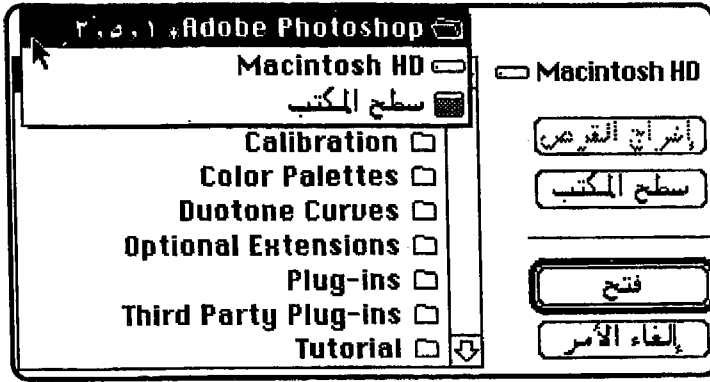 Adobe Photoshop⁎ ٢,٥,١
Macintosh HD
سطح المكتب
Calibration
Color Palettes
Duotone Curves
Optional Extensions
Plug-ins
Third Party Plug-ins
Tutorial
Macintosh HD
إخراج القرص
سطح المكتب
فتح
إلغاء الأمر